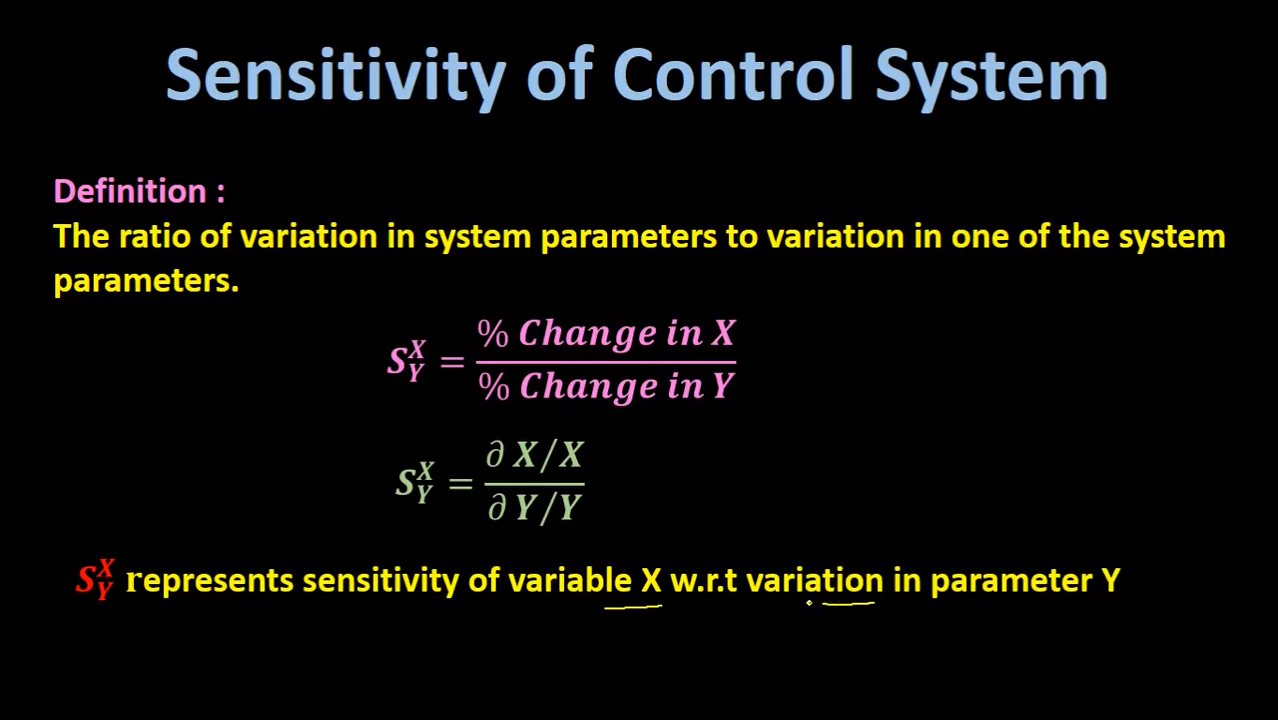 Sensitivity of Control System
Definition :
The ratio of variation in system parameters to variation in one of the system
parameters.
S_Y^X = % Change in X / % Change in Y
S_Y^X = ∂ X/X / ∂ Y/Y
S_Y^X represents sensitivity of variable X w.r.t variation in parameter Y